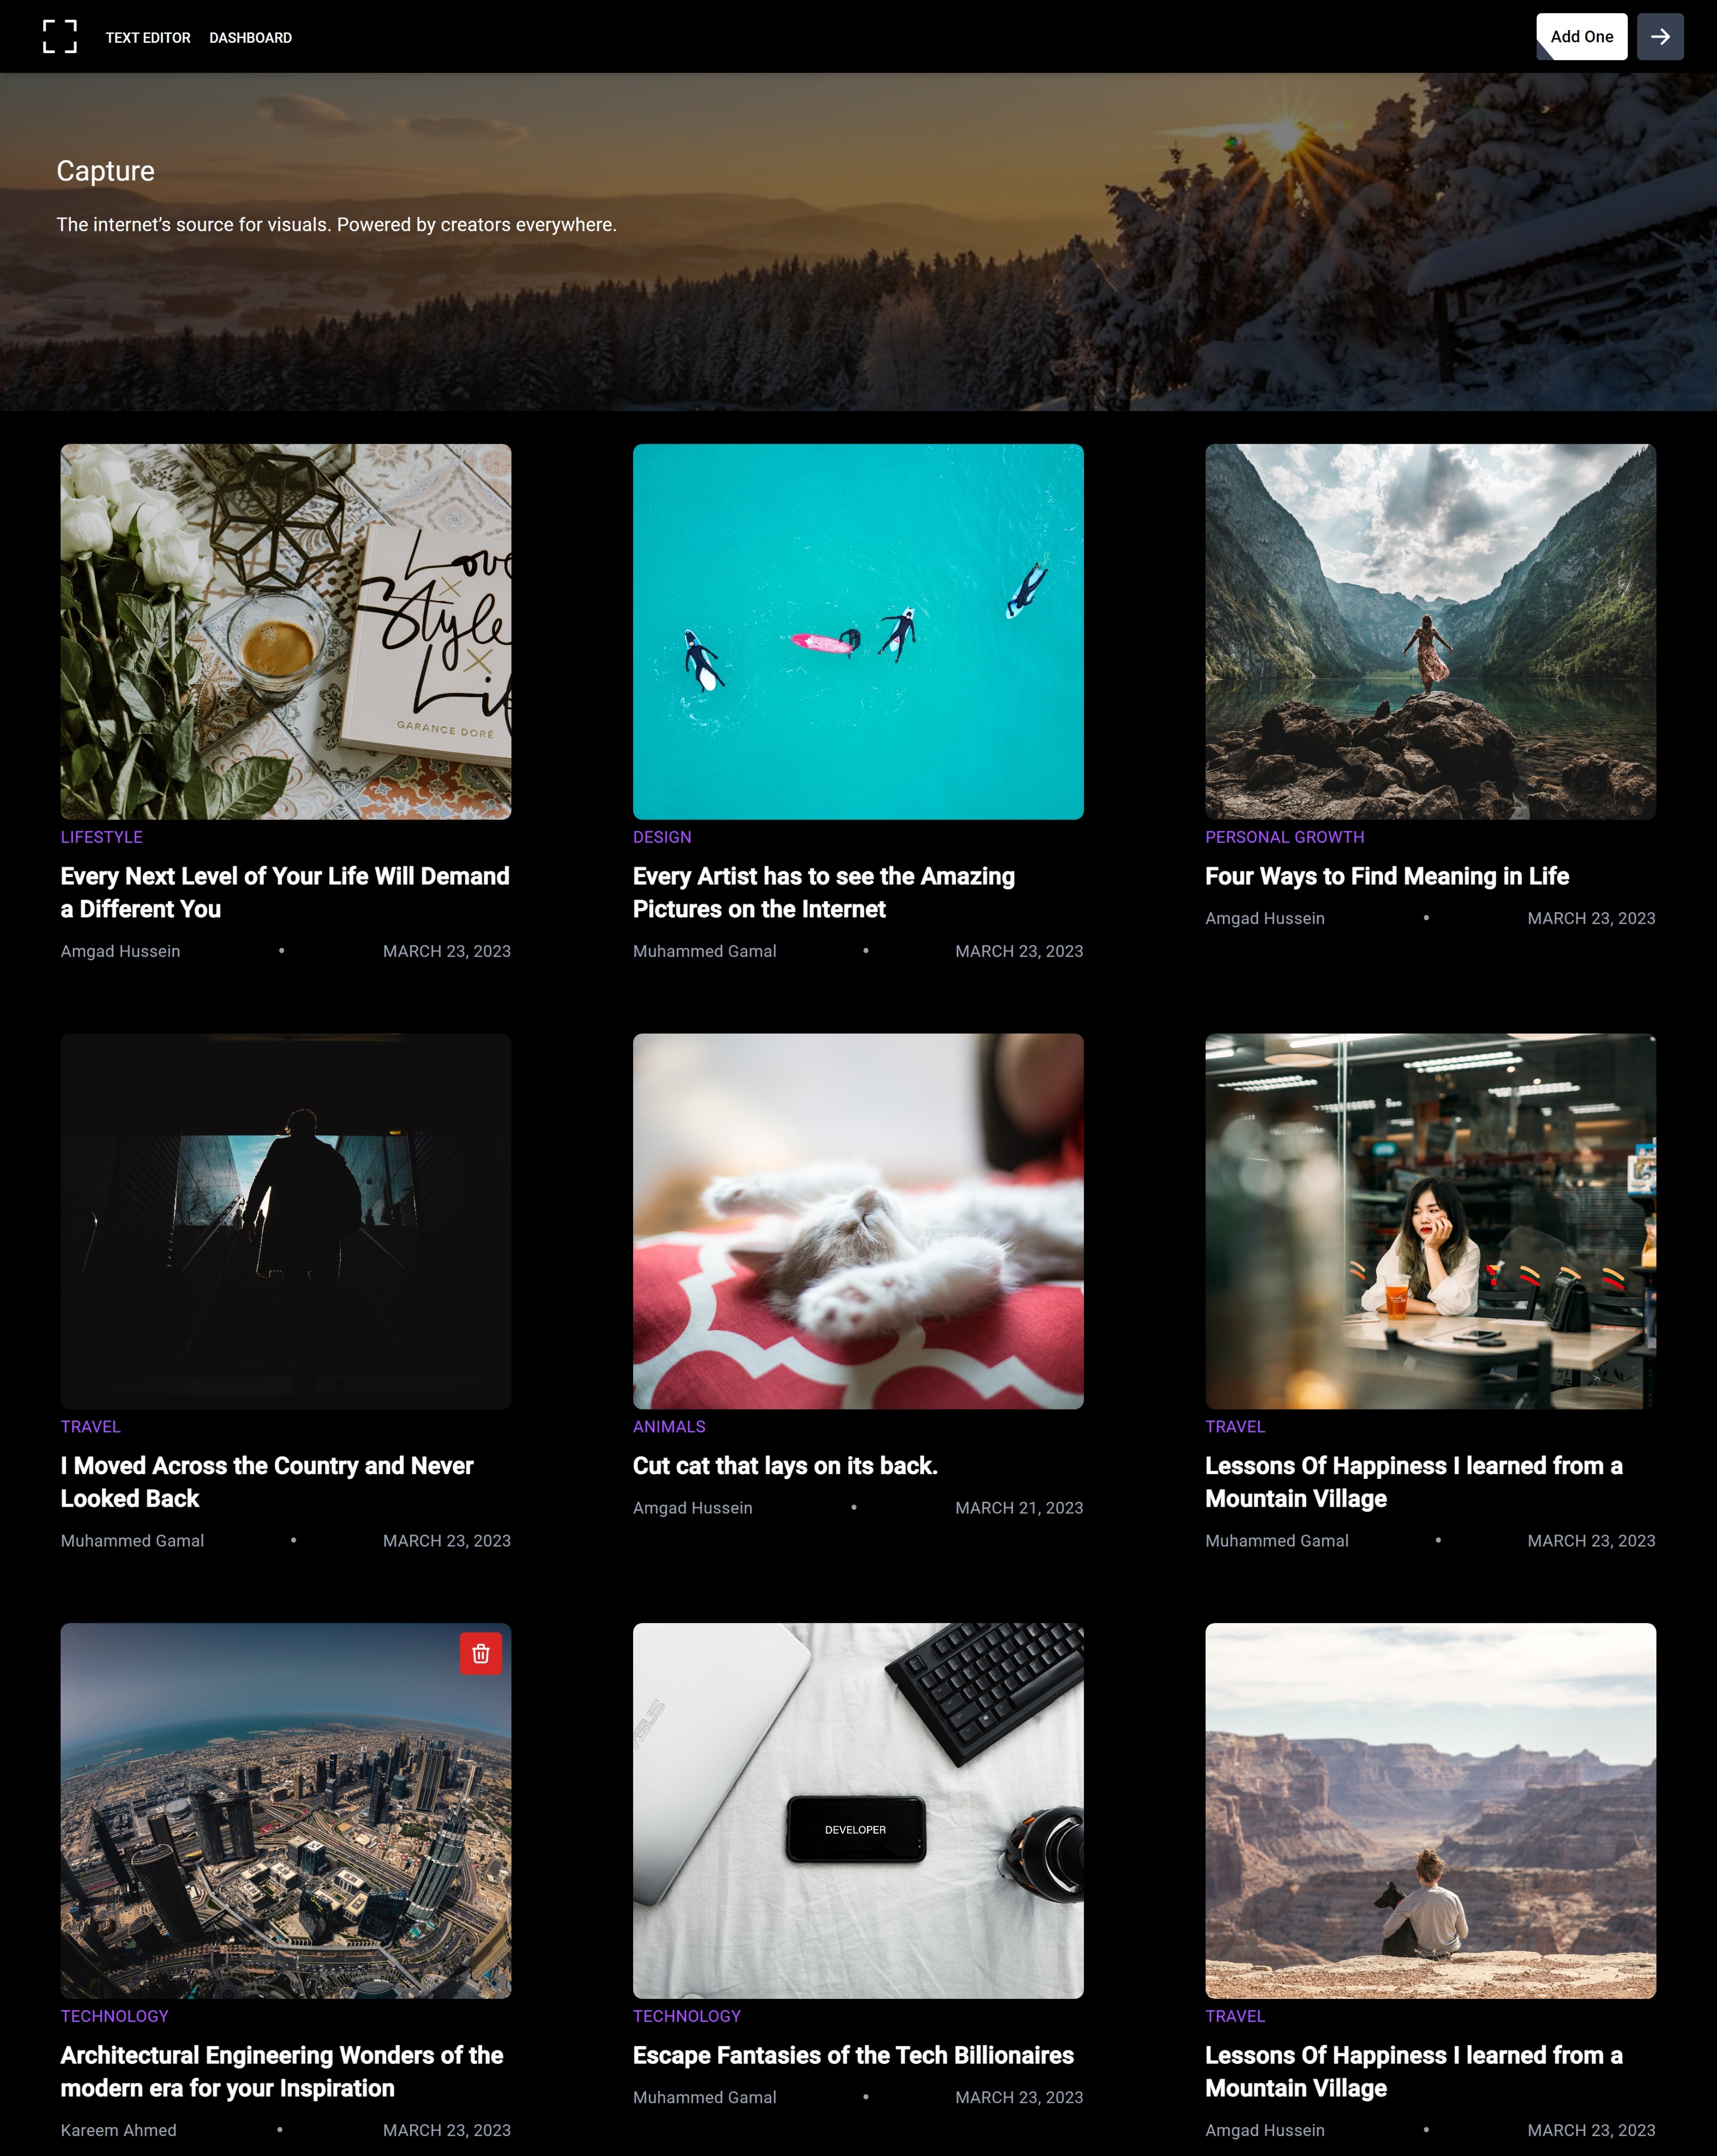 TEXT EDITOR DASHBOARD
Add One
Capture
The internet’s source for visuals. Powered by creators everywhere.
Love
Style
GARANCE DORÉ
LIFESTYLE
Every Next Level of Your Life Will Demand
a Different You
Amgad Hussein • MARCH 23, 2023
DESIGN
Every Artist has to see the Amazing
Pictures on the Internet
Muhammed Gamal • MARCH 23, 2023
PERSONAL GROWTH
Four Ways to Find Meaning in Life
Amgad Hussein • MARCH 23, 2023
TRAVEL
I Moved Across the Country and Never
Looked Back
Muhammed Gamal • MARCH 23, 2023
ANIMALS
Cut cat that lays on its back.
Amgad Hussein • MARCH 21, 2023
TRAVEL
Lessons Of Happiness I learned from a
Mountain Village
Muhammed Gamal • MARCH 23, 2023
TECHNOLOGY
Architectural Engineering Wonders of the
modern era for your Inspiration
Kareem Ahmed • MARCH 23, 2023
DEVELOPER
TECHNOLOGY
Escape Fantasies of the Tech Billionaires
Muhammed Gamal • MARCH 23, 2023
TRAVEL
Lessons Of Happiness I learned from a
Mountain Village
Amgad Hussein • MARCH 23, 2023